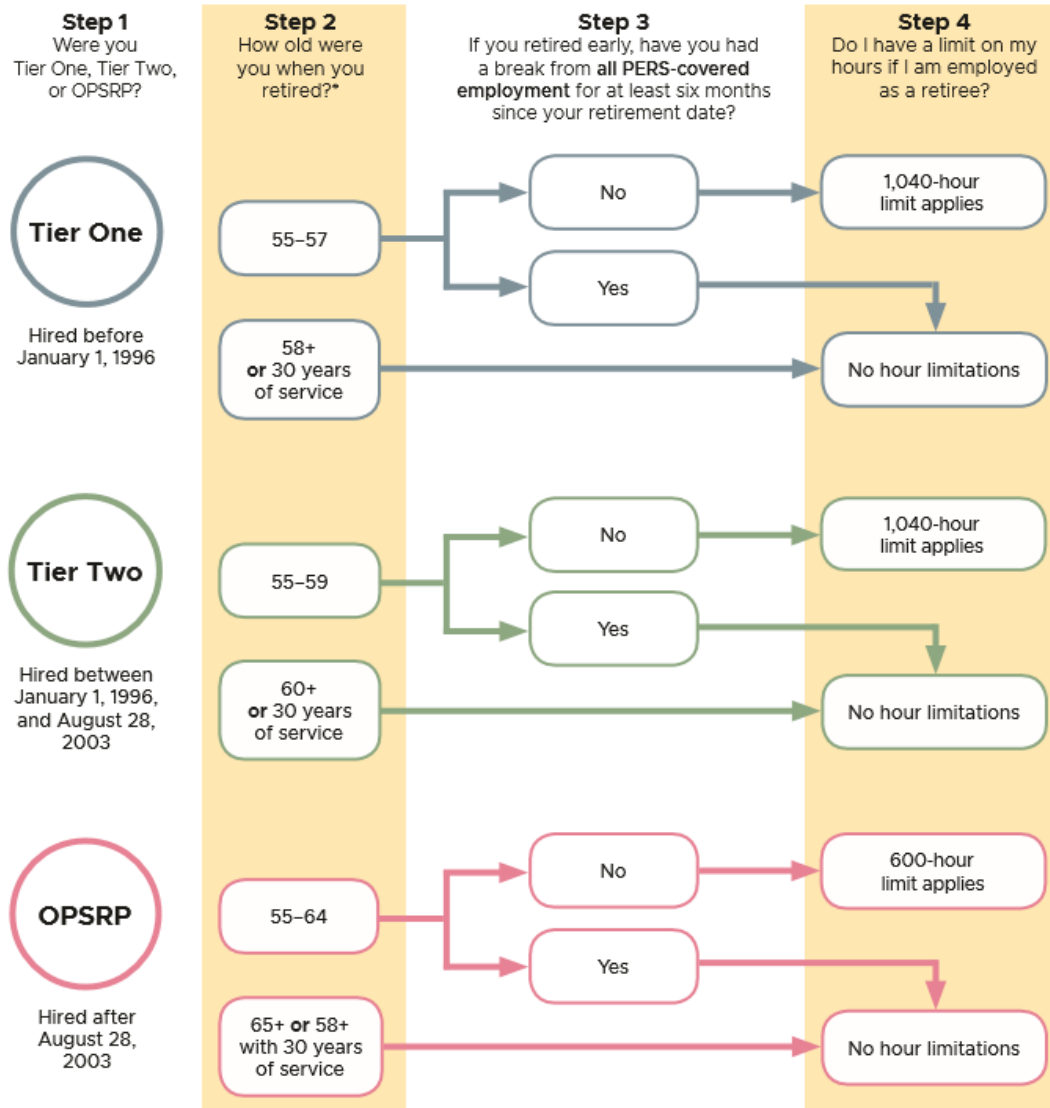 Step 1
Were you
Tier One, Tier Two,
or OPSRP?
Step 2
How old were
you when you
retired?*
Step 3
If you retired early, have you had
a break from all PERS-covered
employment for at least six months
since your retirement date?
Step 4
Do I have a limit on my
hours if I am employed
as a retiree?
Tier One
Hired before
January 1, 1996
55–57
No
1,040-hour
limit applies
Yes
58+
or 30 years
of service
No hour limitations
Tier Two
Hired between
January 1, 1996,
and August 28,
2003
55–59
No
1,040-hour
limit applies
Yes
60+
or 30 years
of service
No hour limitations
OPSRP
Hired after
August 28,
2003
55–64
No
600-hour
limit applies
Yes
65+ or 58+
with 30 years
of service
No hour limitations